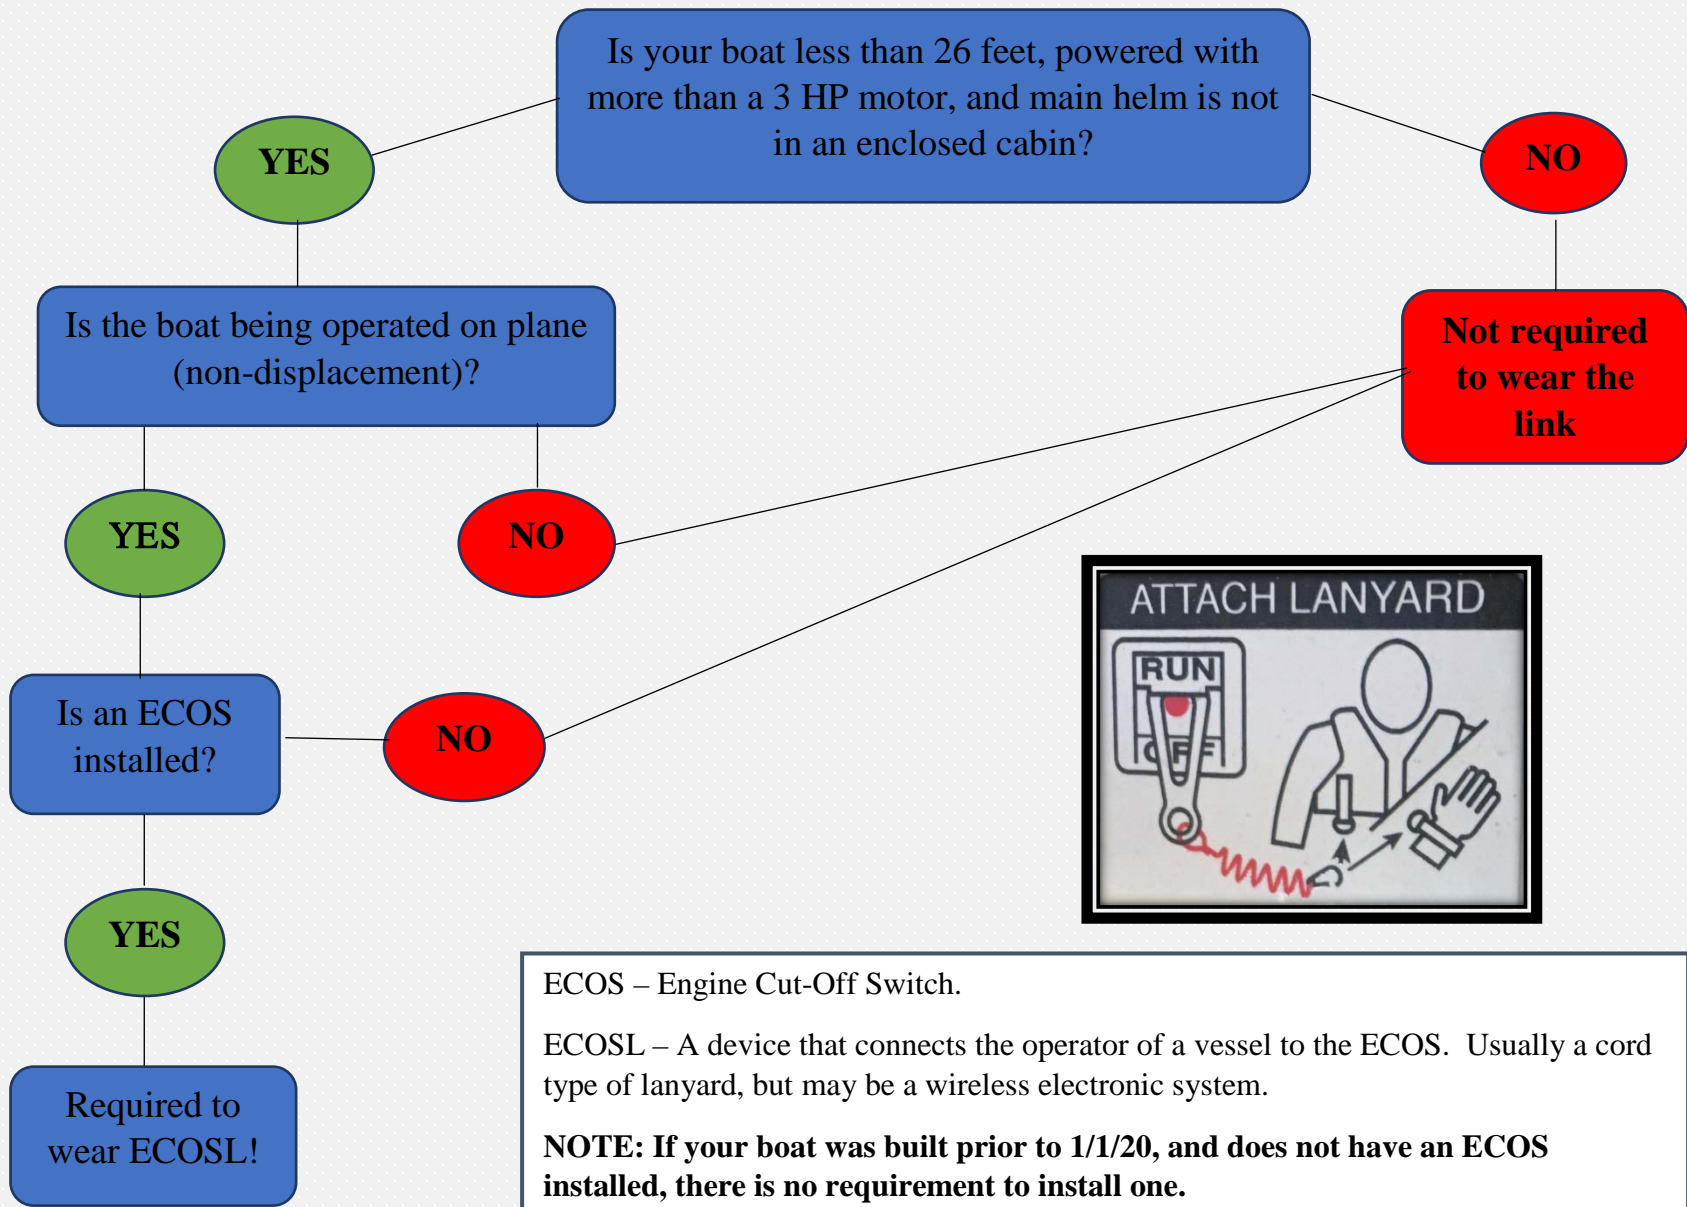 Is your boat less than 26 feet, powered with
more than a 3 HP motor, and main helm is not
in an enclosed cabin?
YES
NO
Is the boat being operated on plane
(non-displacement)?
Not required
to wear the
link
YES
NO
Is an ECOS
installed?
NO
ATTACH LANYARD
RUN
OFF
YES
Required to
wear ECOSL!
ECOS – Engine Cut-Off Switch.
ECOSL – A device that connects the operator of a vessel to the ECOS.  Usually a cord
type of lanyard, but may be a wireless electronic system.
NOTE: If your boat was built prior to 1/1/20, and does not have an ECOS
installed, there is no requirement to install one.